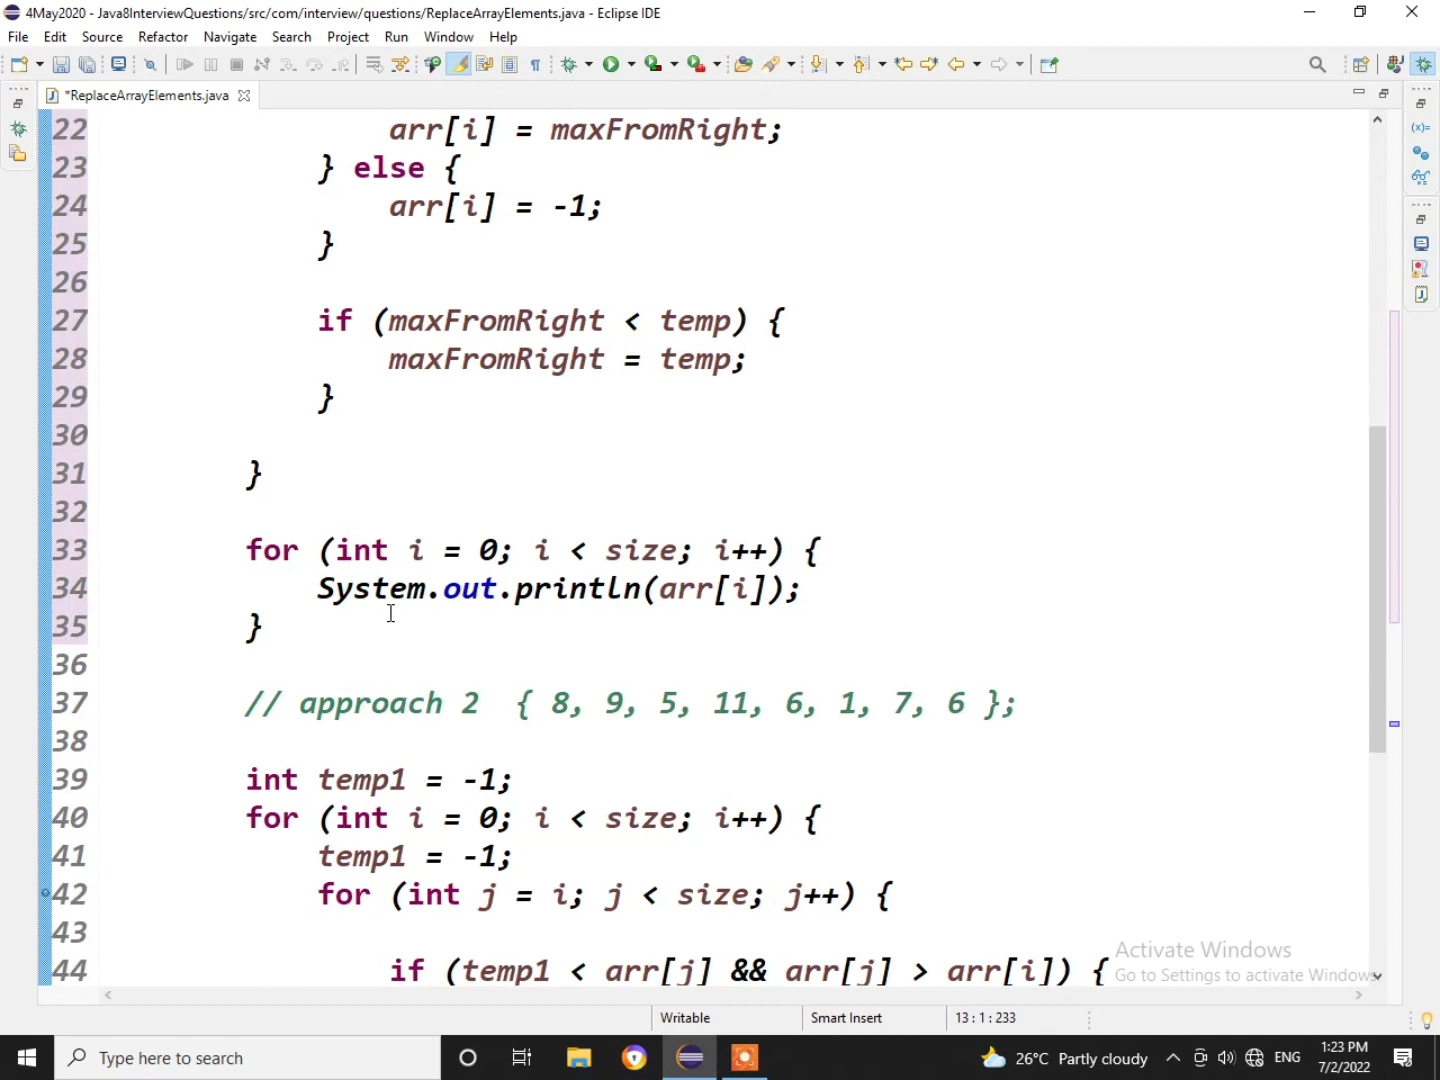 4May2020 - Java8InterviewQuestions/src/com/interview/questions/ReplaceArrayElements.java - Eclipse IDE
File Edit Source Refactor Navigate Search Project Run Window Help
*ReplaceArrayElements.java
22 arr[i] = maxFromRight;
23 } else {
24 arr[i] = -1;
25 }
26
27 if (maxFromRight < temp) {
28 maxFromRight = temp;
29 }
30
31 }
32
33 for (int i = 0; i < size; i++) {
34 System.out.println(arr[i]);
35 }
36
37 // approach 2 { 8, 9, 5, 11, 6, 1, 7, 6 };
38
39 int temp1 = -1;
40 for (int i = 0; i < size; i++) {
41 temp1 = -1;
42 for (int j = i; j < size; j++) {
43
44 if (temp1 < arr[j] && arr[j] > arr[i]) {
Activate Windows
Go to Settings to activate Windows.
Writable Smart Insert 13 : 1 : 233
Type here to search
26°C Partly cloudy ENG
1:23 PM
7/2/2022